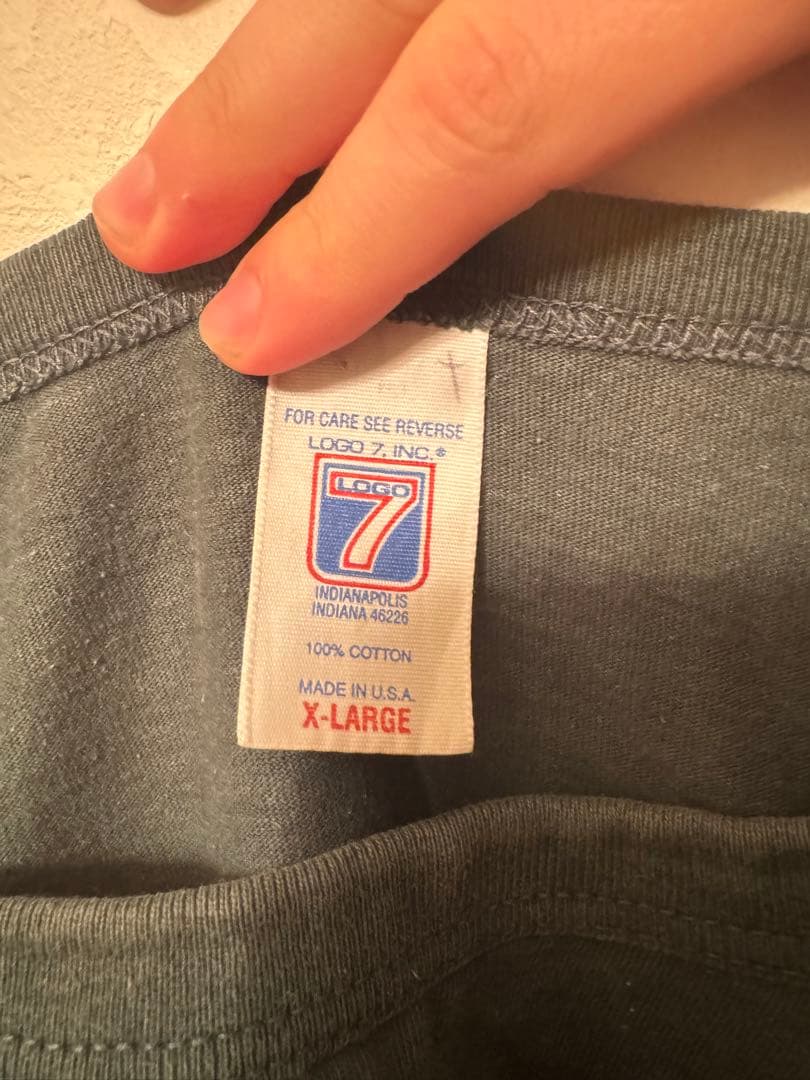 FOR CARE SEE REVERSE
LOGO 7, INC.®
LOGO
7
INDIANAPOLIS
INDIANA 46226
100% COTTON
MADE IN U.S.A.
X-LARGE